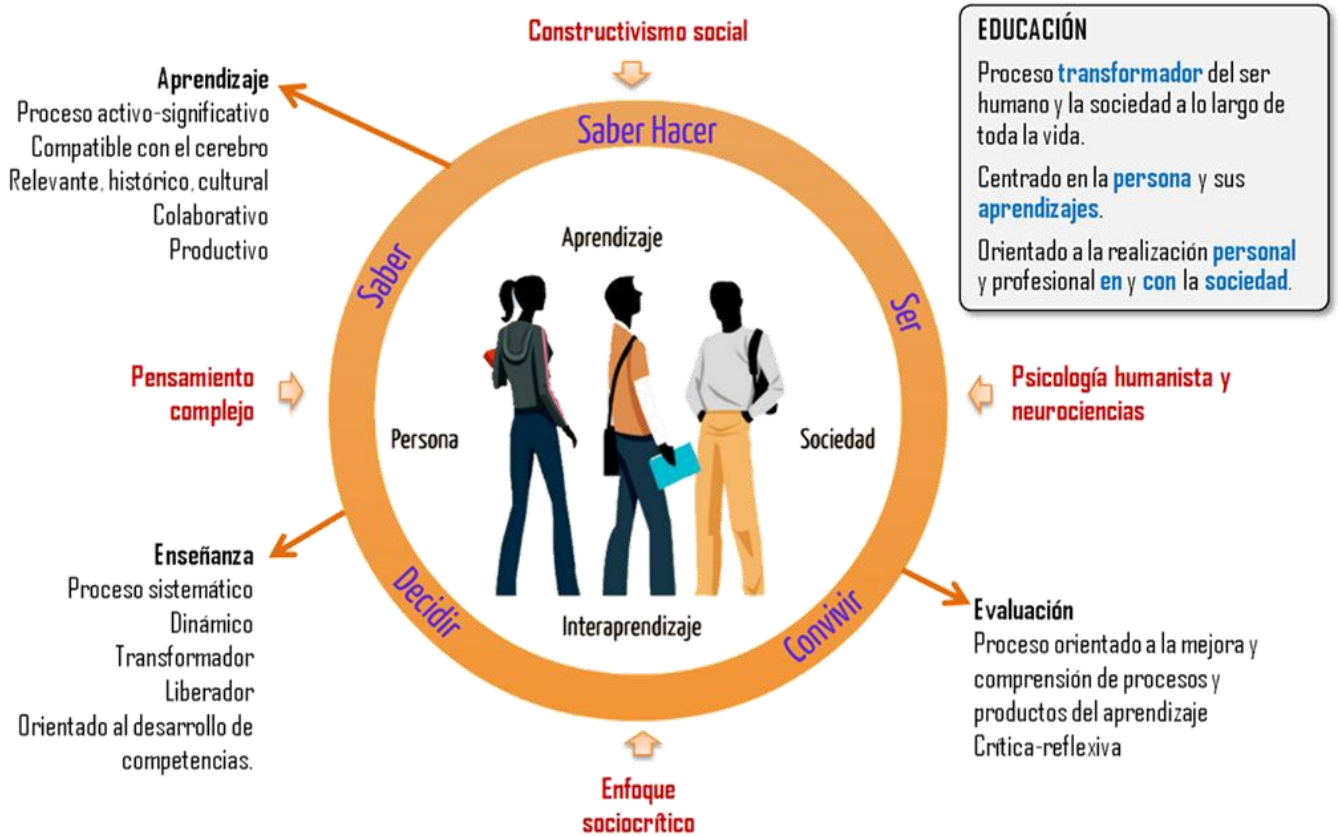 Constructivismo social
EDUCACIÓN
Proceso transformador del ser
humano y la sociedad a lo largo de
toda la vida.
Centrado en la persona y sus
aprendizajes.
Orientado a la realización personal
y profesional en y con la sociedad.
Aprendizaje
Proceso activo-significativo
Compatible con el cerebro
Relevante, histórico, cultural
Colaborativo
Productivo
Saber Hacer
Saber
Ser
Decidir
Convivir
Aprendizaje
Persona
Sociedad
Interaprendizaje
Pensamiento
complejo
Psicología humanista y
neurociencias
Enseñanza
Proceso sistemático
Dinámico
Transformador
Liberador
Orientado al desarrollo de
competencias.
Evaluación
Proceso orientado a la mejora y
comprensión de procesos y
productos del aprendizaje
Crítica-reflexiva
Enfoque
sociocrítico